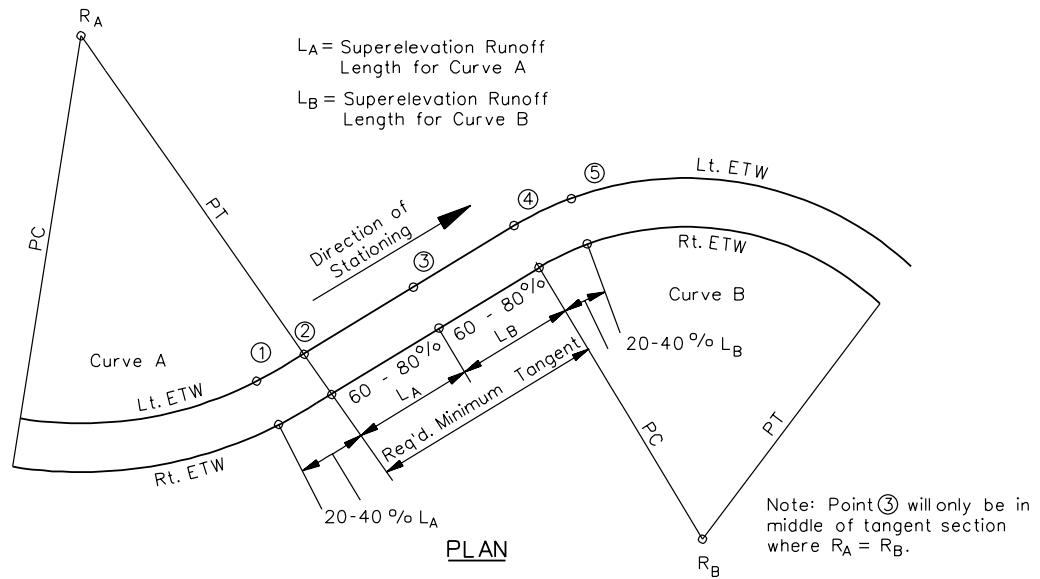 R_A
L_A = Superelevation Runoff
Length for Curve A
L_B = Superelevation Runoff
Length for Curve B
PC
PT
Direction of
Stationing
①
②
③
④
⑤
Lt. ETW
Rt. ETW
Curve A
Lt. ETW
Rt. ETW
Curve B
60 - 80%
L_A
60 - 80%
L_B
Req'd. Minimum Tangent
20-40 % L_A
20-40 % L_B
PC
PT
R_B
Note: Point ③ will only be in
middle of tangent section
where R_A = R_B.
PLAN